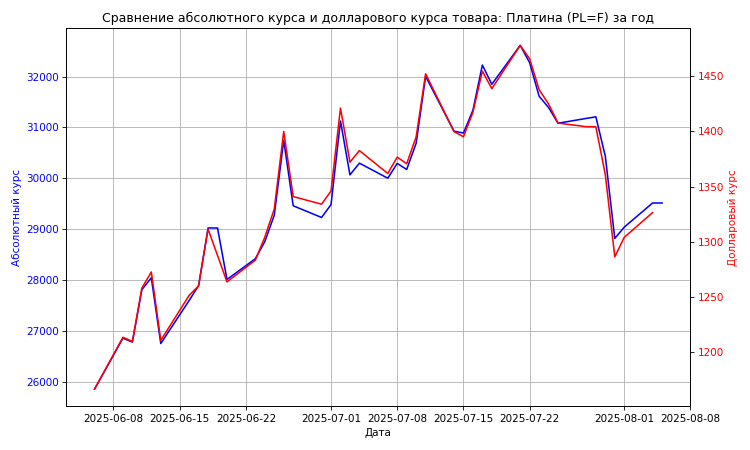 Сравнение абсолютного курса и долларового курса товара: Платина (PL=F) за год
Абсолютный курс
32000
31000
30000
29000
28000
27000
26000
1450
1400
1350
1300
1250
1200
Долларовый курс
2025-06-08 2025-06-15 2025-06-22 2025-07-01 2025-07-08 2025-07-15 2025-07-22 2025-08-01 2025-08-08
Дата